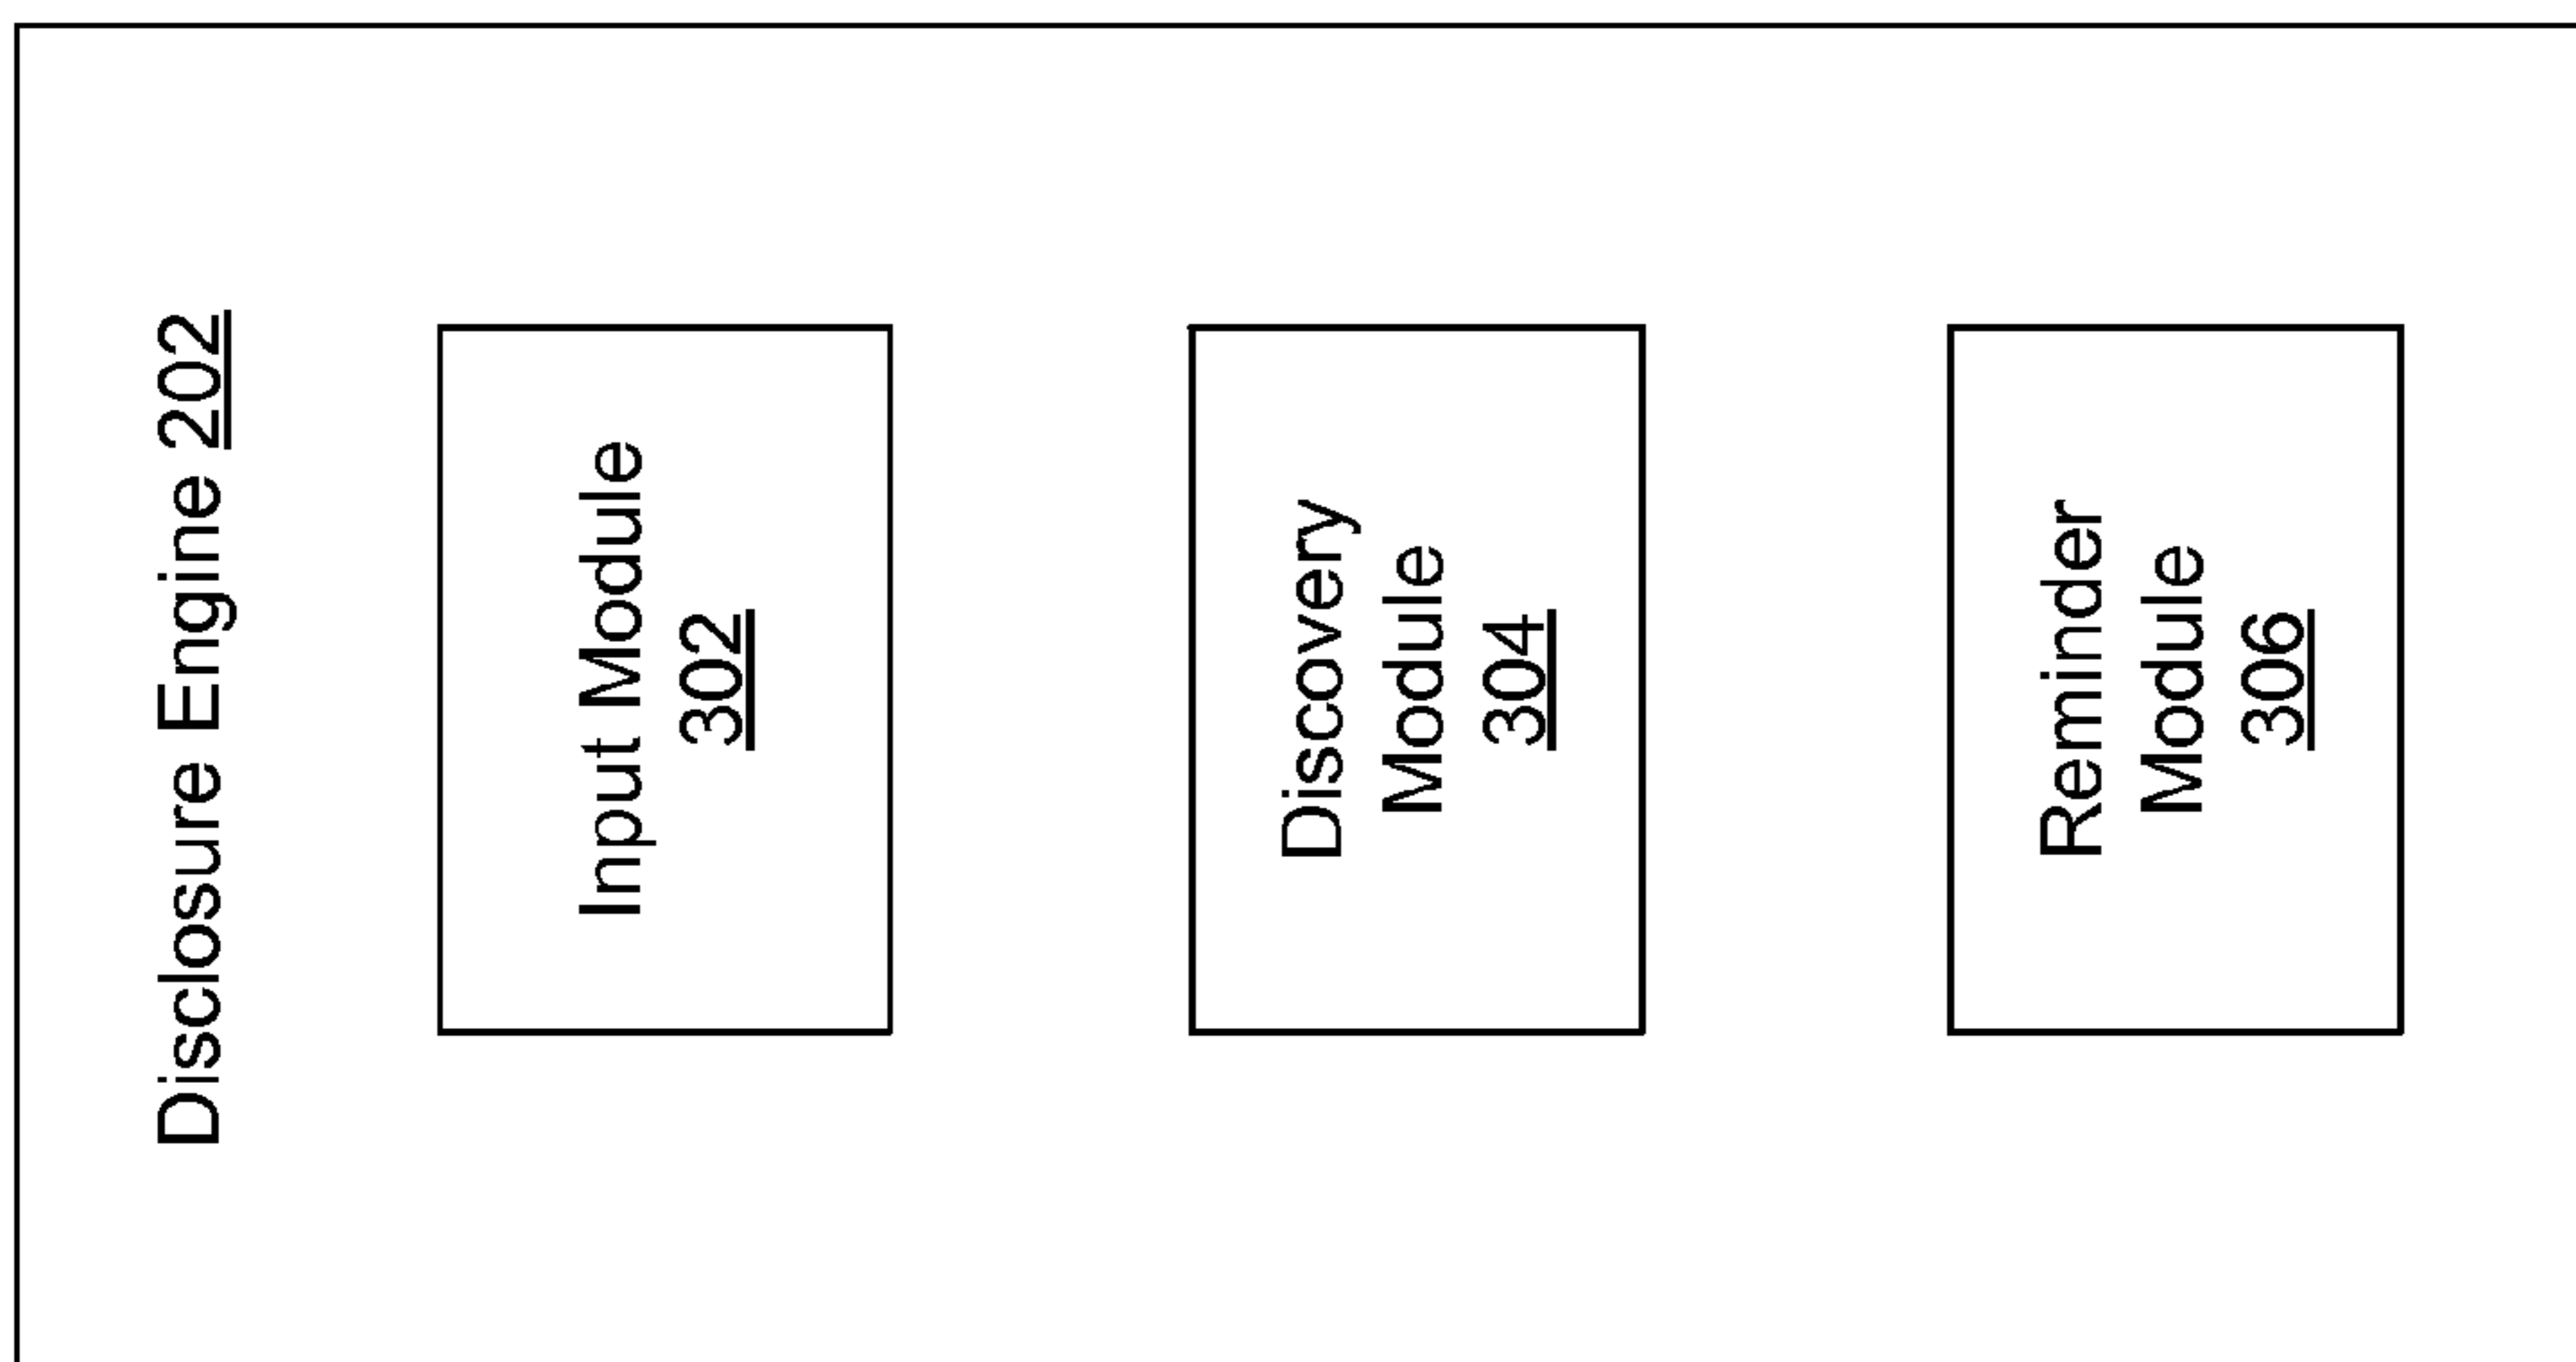 Disclosure Engine 202
Input Module
302
Discovery
Module
304
Reminder
Module
306